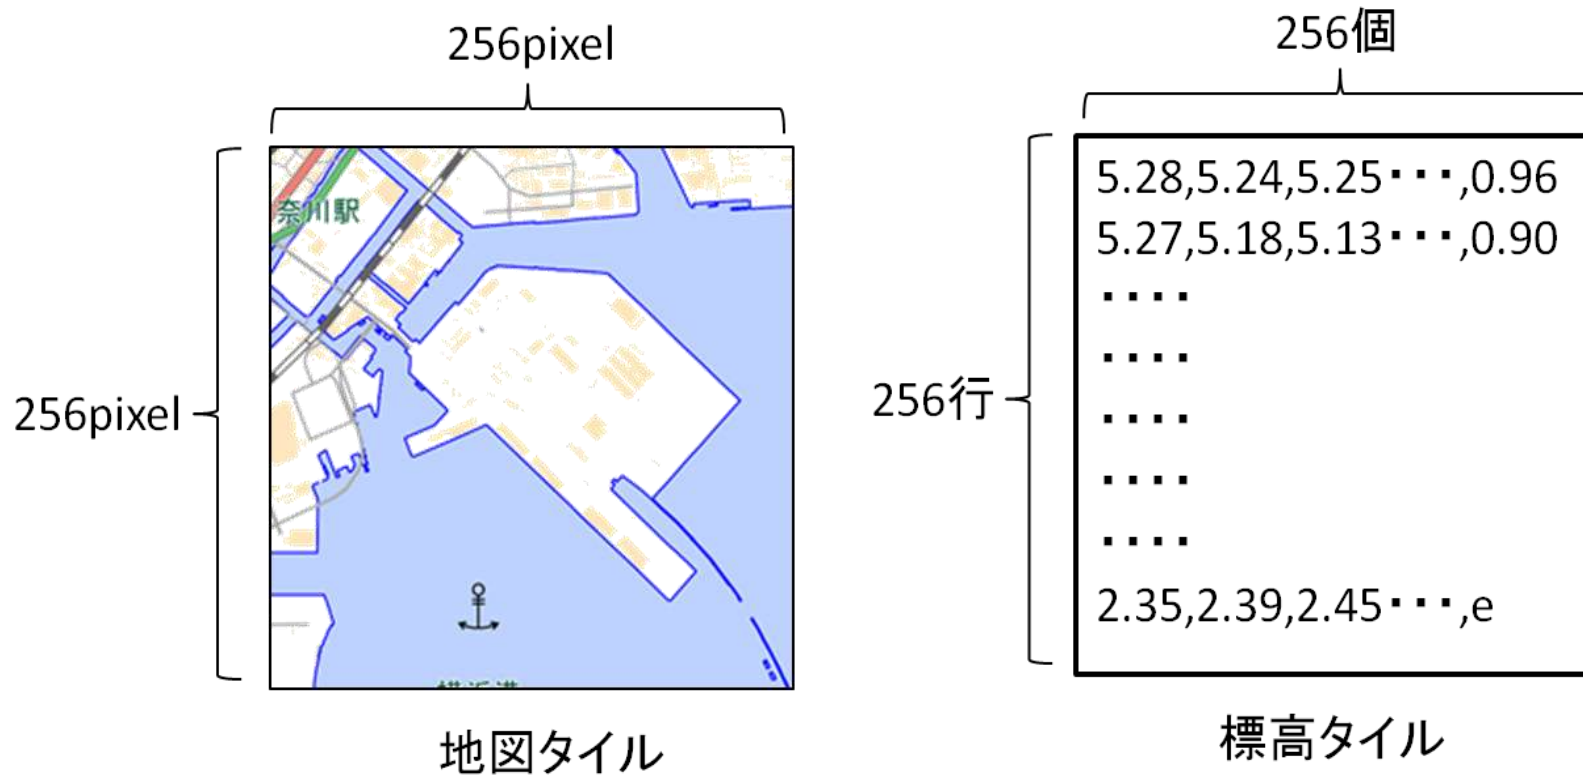 256pixel
256個
256pixel
奈川駅
地図タイル
256行
5.28,5.24,5.25・・・,0.96
5.27,5.18,5.13・・・,0.90
・・・・
・・・・
・・・・
・・・・
・・・・
2.35,2.39,2.45・・・,e
標高タイル